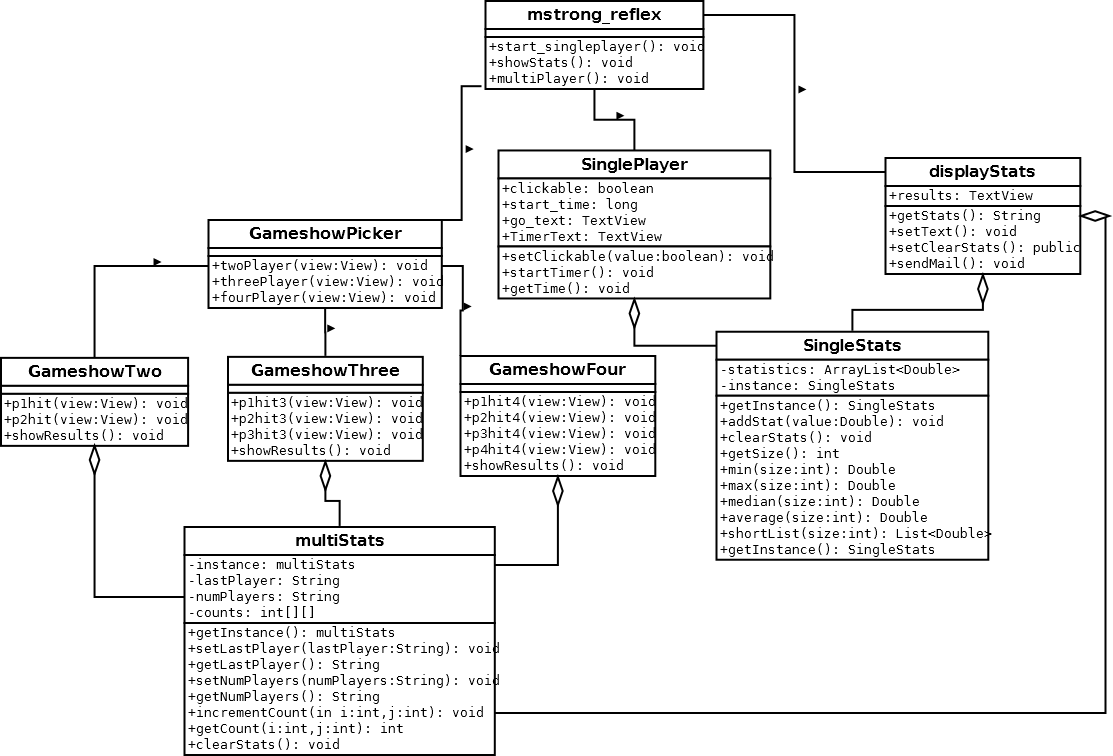 mstrong_reflex
+start_singleplayer(): void
+showStats(): void
+multiPlayer(): void
SinglePlayer
+clickable: boolean
+start_time: long
+go_text: TextView
+TimerText: TextView
+setClickable(value:boolean): void
+startTimer(): void
+getTime(): void
displayStats
+results: TextView
+getStats(): String
+setText(): void
+setClearStats(): public
+sendMail(): void
GameshowPicker
+twoPlayer(view:View): void
+threePlayer(view:View): void
+fourPlayer(view:View): void
GameshowTwo
+p1hit(view:View): void
+p2hit(view:View): void
+showResults(): void
GameshowThree
+p1hit3(view:View): void
+p2hit3(view:View): void
+p3hit3(view:View): void
+showResults(): void
GameshowFour
+p1hit4(view:View): void
+p2hit4(view:View): void
+p3hit4(view:View): void
+p4hit4(view:View): void
+showResults(): void
SingleStats
-statistics: ArrayList<Double>
-instance: SingleStats
+getInstance(): SingleStats
+addStat(value:Double): void
+clearStats(): void
+getSize(): int
+min(size:int): Double
+max(size:int): Double
+median(size:int): Double
+average(size:int): Double
+shortList(size:int): List<Double>
+getInstance(): SingleStats
multiStats
-instance: multiStats
-lastPlayer: String
-numPlayers: String
-counts: int[][]
+getInstance(): multiStats
+setLastPlayer(lastPlayer:String): void
+getLastPlayer(): String
+setNumPlayers(numPlayers:String): void
+getNumPlayers(): String
+incrementCount(in i:int,j:int): void
+getCount(i:int,j:int): int
+clearStats(): void